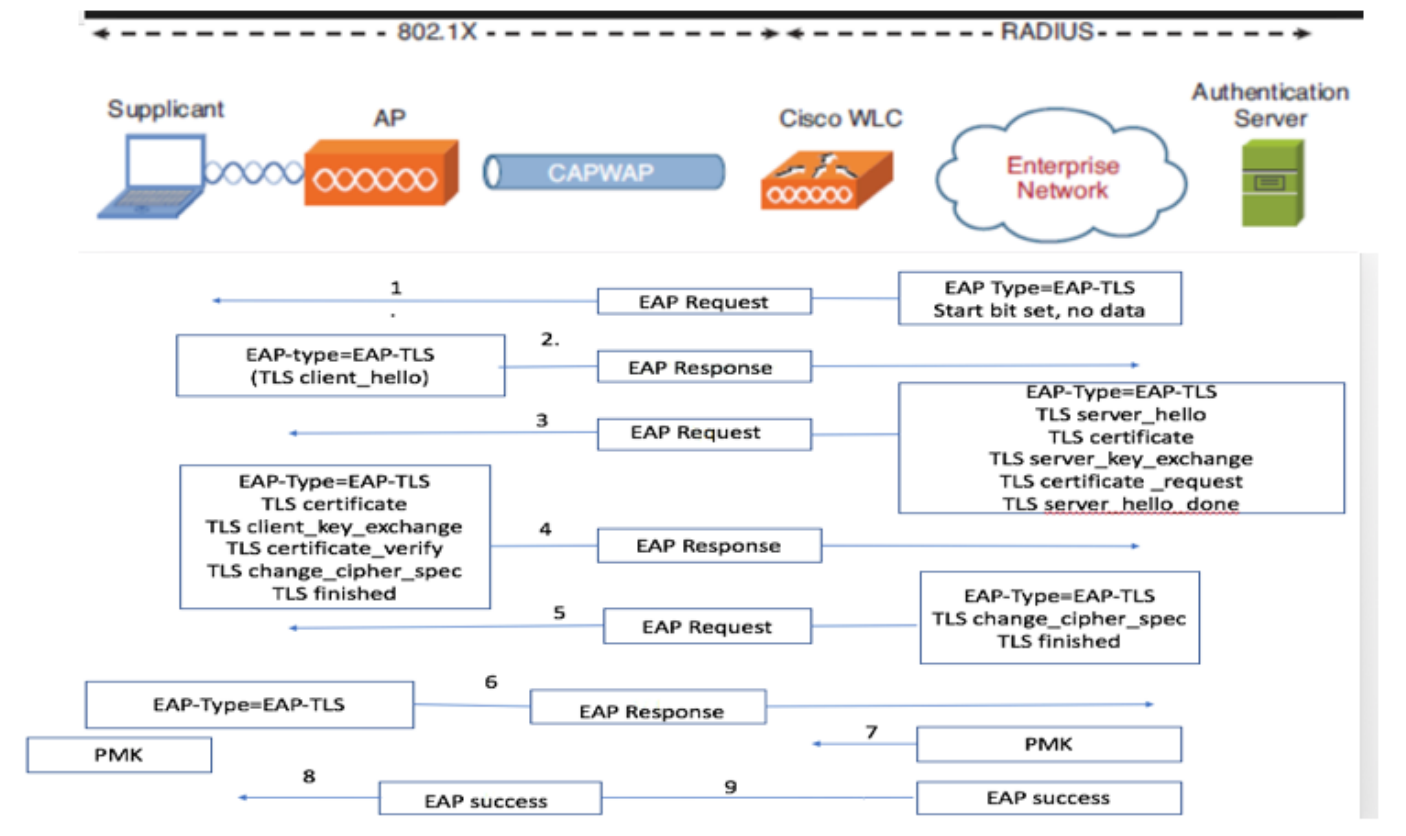 802.1X
RADIUS
Supplicant
AP
CAPWAP
Cisco WLC
Enterprise
Network
Authentication
Server
1
.
EAP Request
EAP Type=EAP-TLS
Start bit set, no data
EAP-type=EAP-TLS
(TLS client_hello)
2.
EAP Response
3
EAP Request
EAP-Type=EAP-TLS
TLS server_hello
TLS certificate
TLS server_key_exchange
TLS certificate _request
TLS server_hello_done
EAP-Type=EAP-TLS
TLS certificate
TLS client_key_exchange
TLS certificate_verify
TLS change_cipher_spec
TLS finished
4
EAP Response
5
EAP Request
EAP-Type=EAP-TLS
TLS change_cipher_spec
TLS finished
EAP-Type=EAP-TLS
6
EAP Response
PMK
7
PMK
8
EAP success
9
EAP success